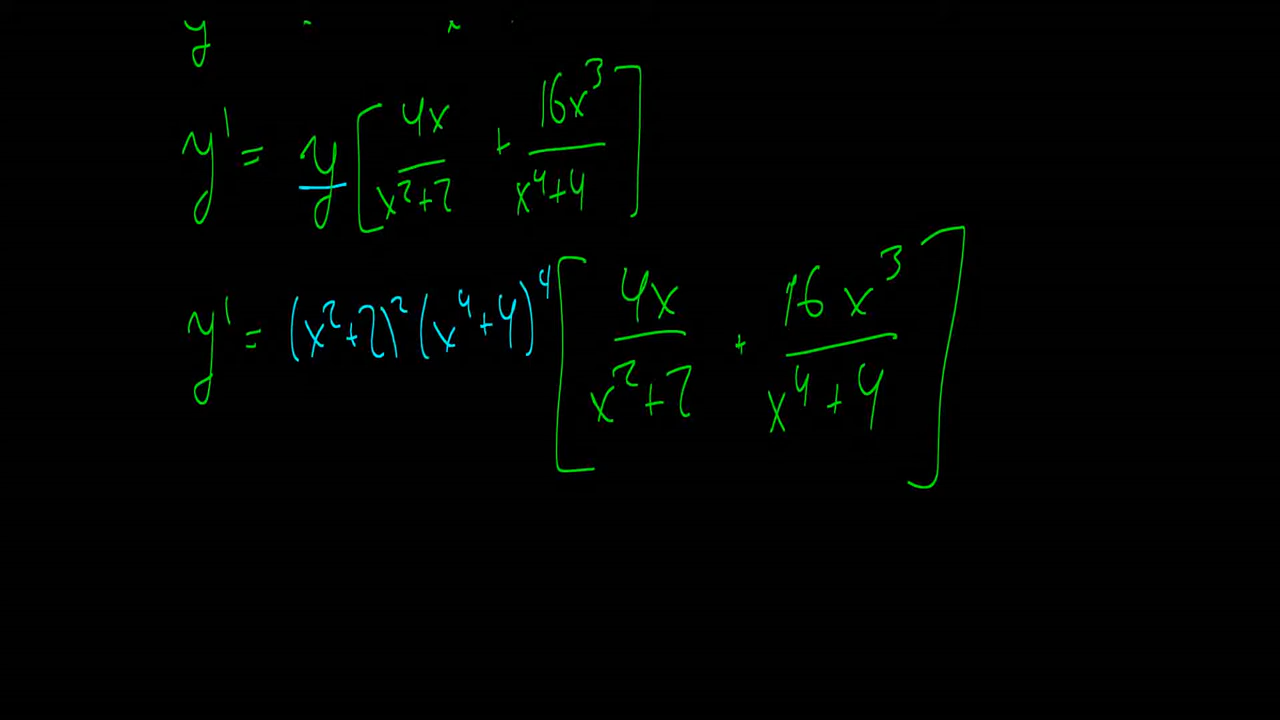 y
y' = y [ 4x/(x²+2) + 16x³/(x⁴+4) ]
y' = (x²+2)² (x⁴+4)⁴ [ 4x/(x²+2) + 16x³/(x⁴+4) ]